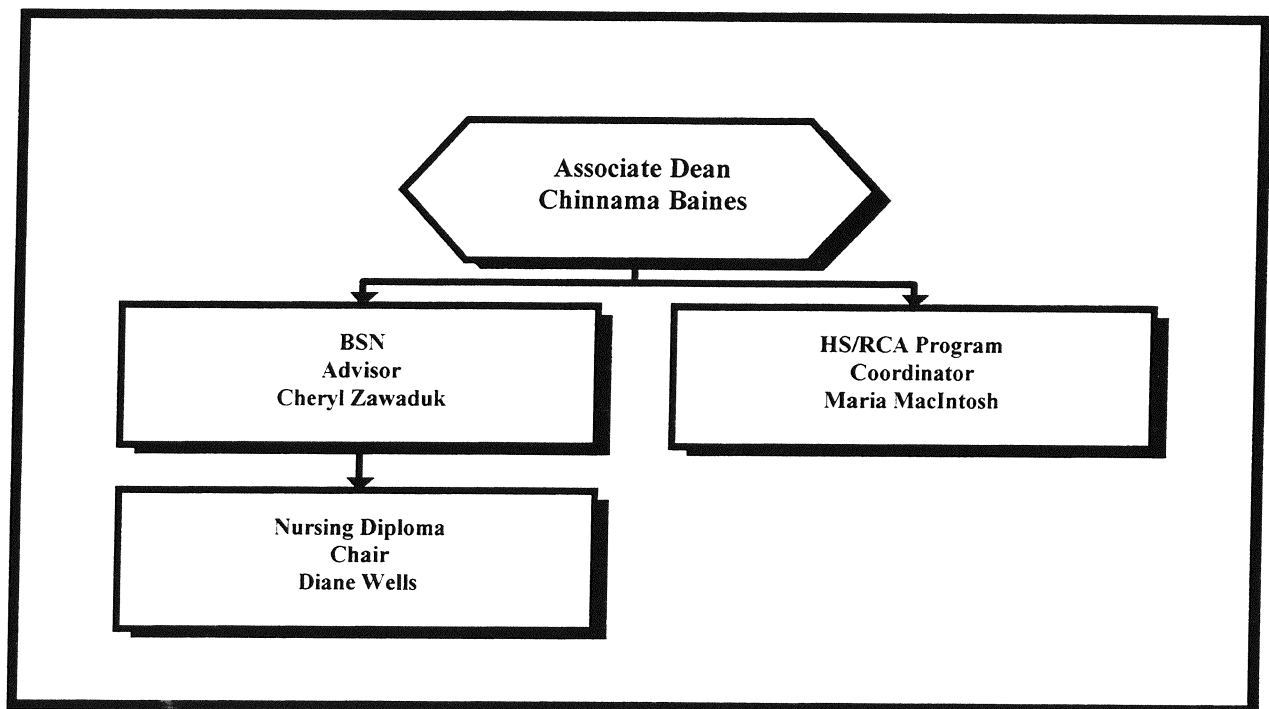 Associate Dean
Chinnama Baines
BSN
Advisor
Cheryl Zawaduk
HS/RCA Program
Coordinator
Maria MacIntosh
Nursing Diploma
Chair
Diane Wells